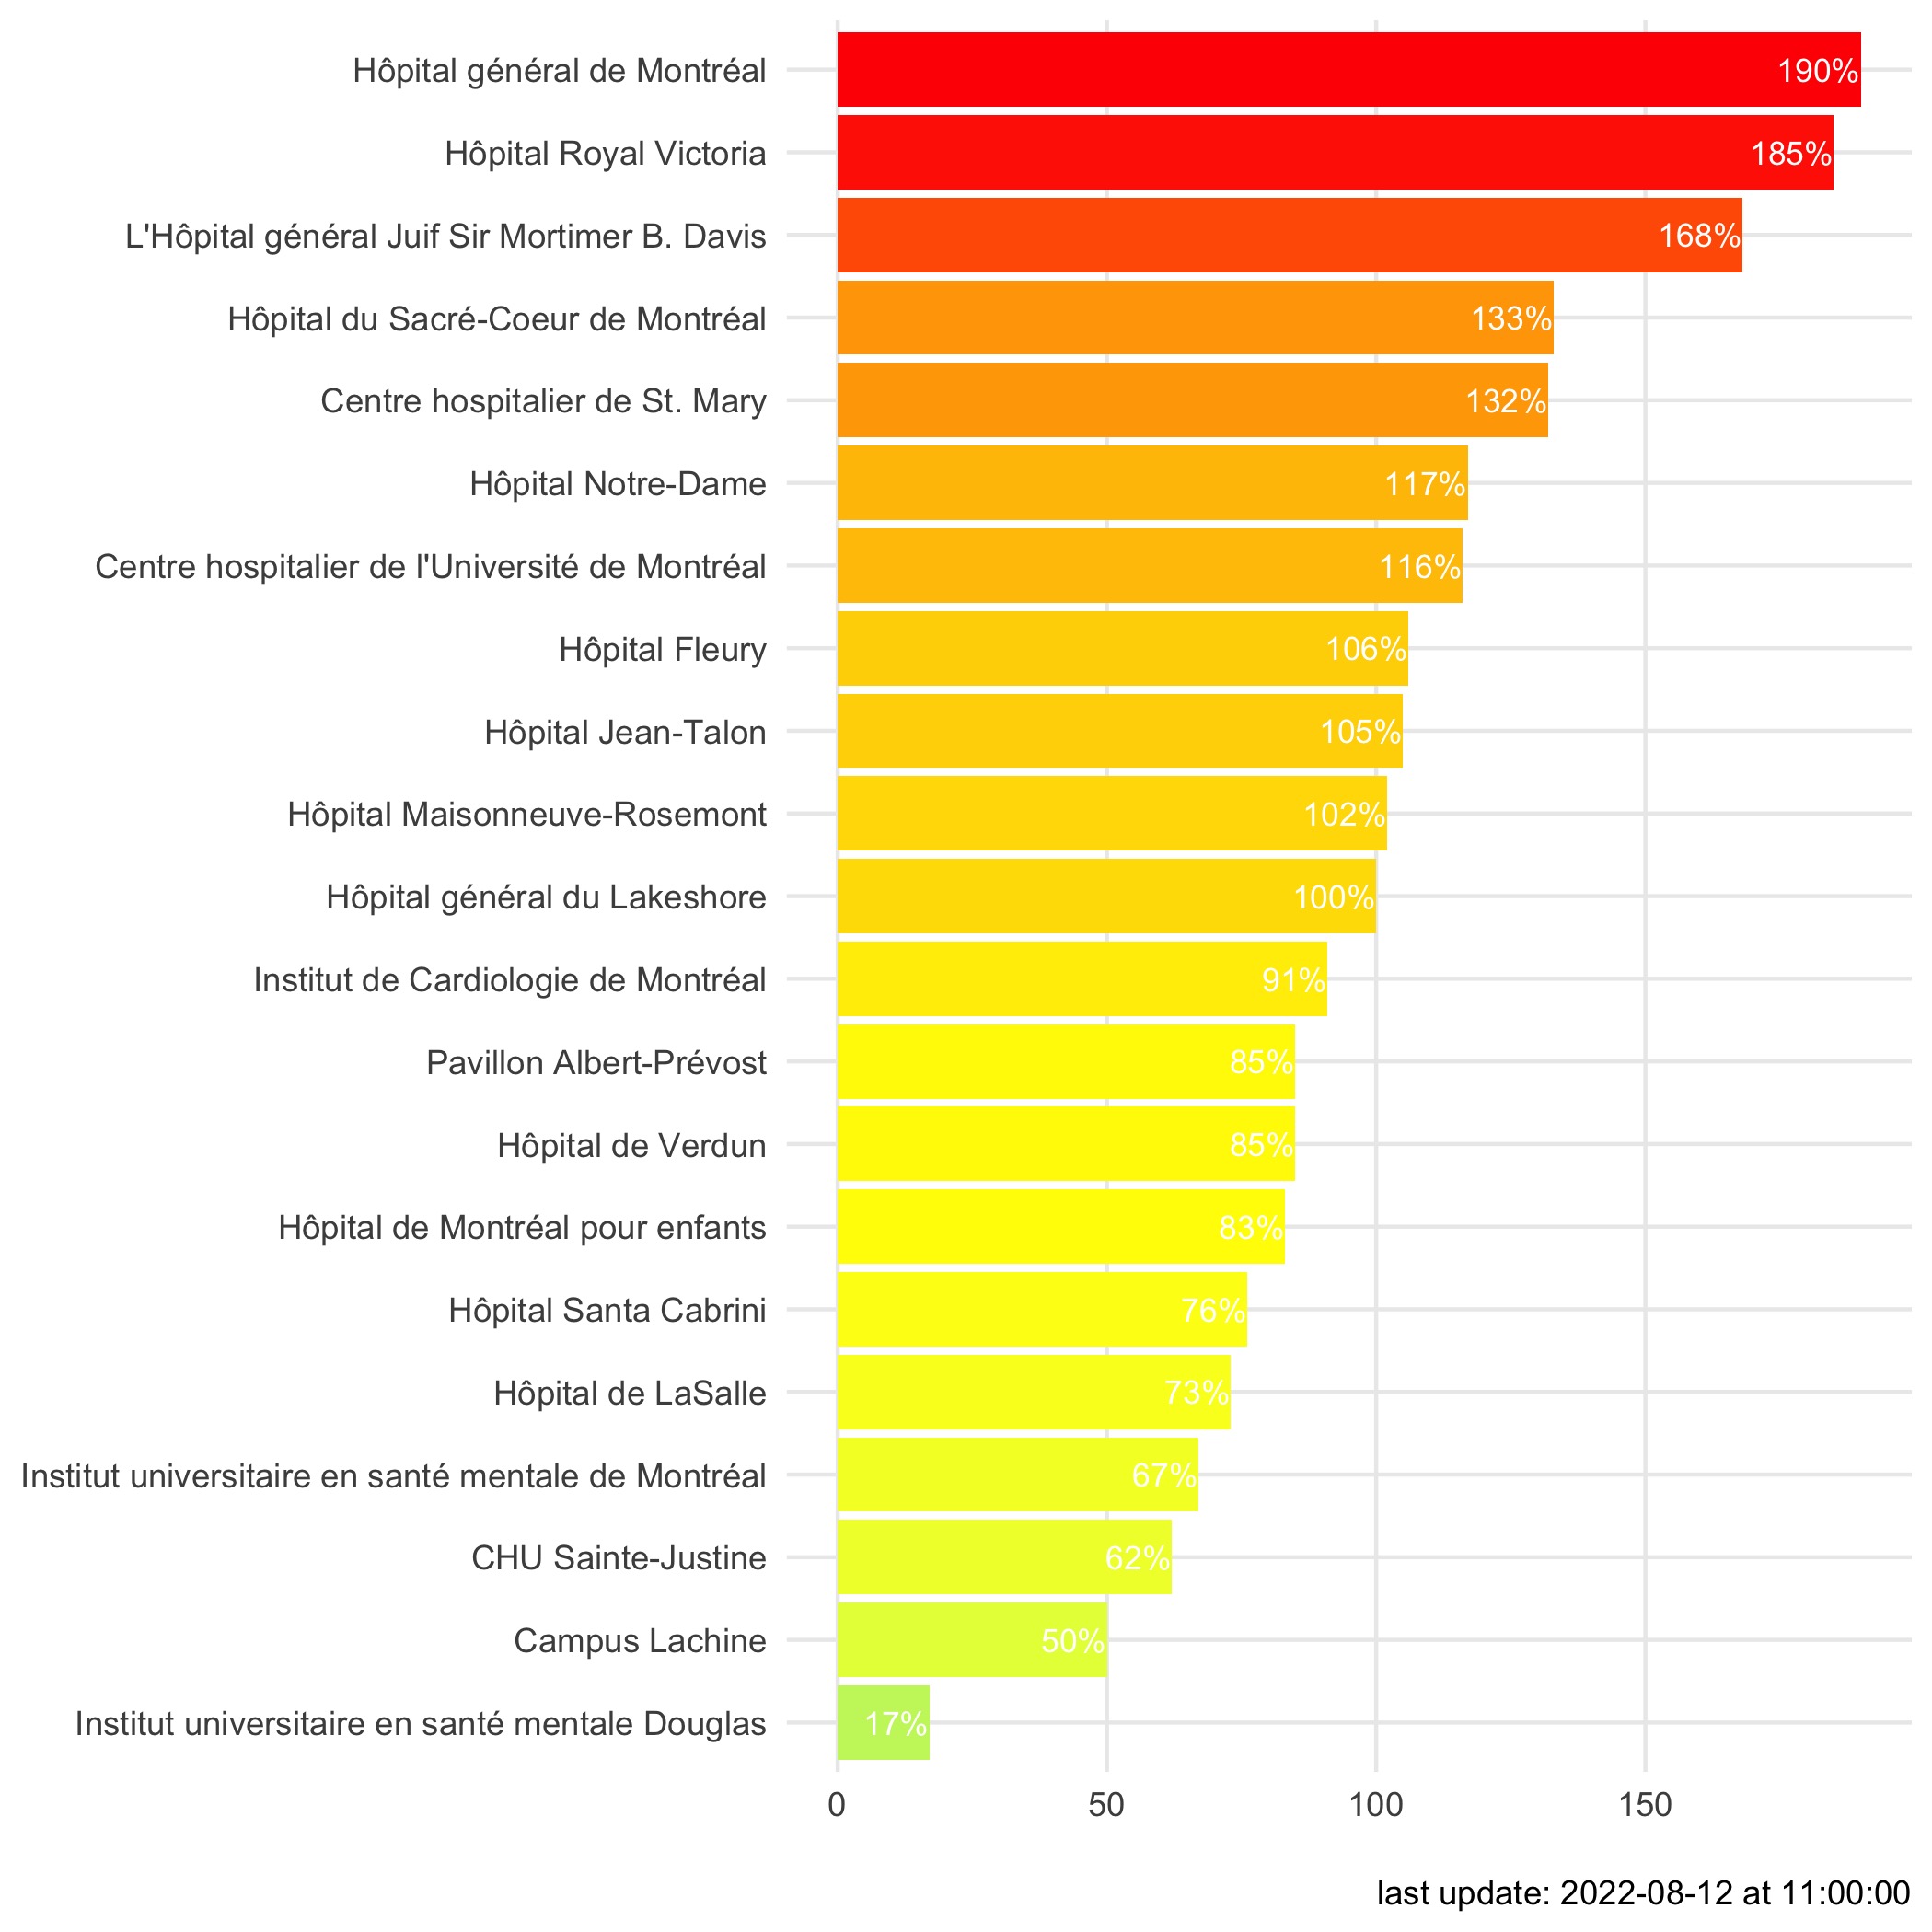 Hôpital général de Montréal 190%
Hôpital Royal Victoria 185%
L'Hôpital général Juif Sir Mortimer B. Davis 168%
Hôpital du Sacré-Coeur de Montréal 133%
Centre hospitalier de St. Mary 132%
Hôpital Notre-Dame 117%
Centre hospitalier de l'Université de Montréal 116%
Hôpital Fleury 106%
Hôpital Jean-Talon 105%
Hôpital Maisonneuve-Rosemont 102%
Hôpital général du Lakeshore 100%
Institut de Cardiologie de Montréal 91%
Pavillon Albert-Prévost 85%
Hôpital de Verdun 85%
Hôpital de Montréal pour enfants 83%
Hôpital Santa Cabrini 76%
Hôpital de LaSalle 73%
Institut universitaire en santé mentale de Montréal 67%
CHU Sainte-Justine 62%
Campus Lachine 50%
Institut universitaire en santé mentale Douglas 17%
0 50 100 150
last update: 2022-08-12 at 11:00:00